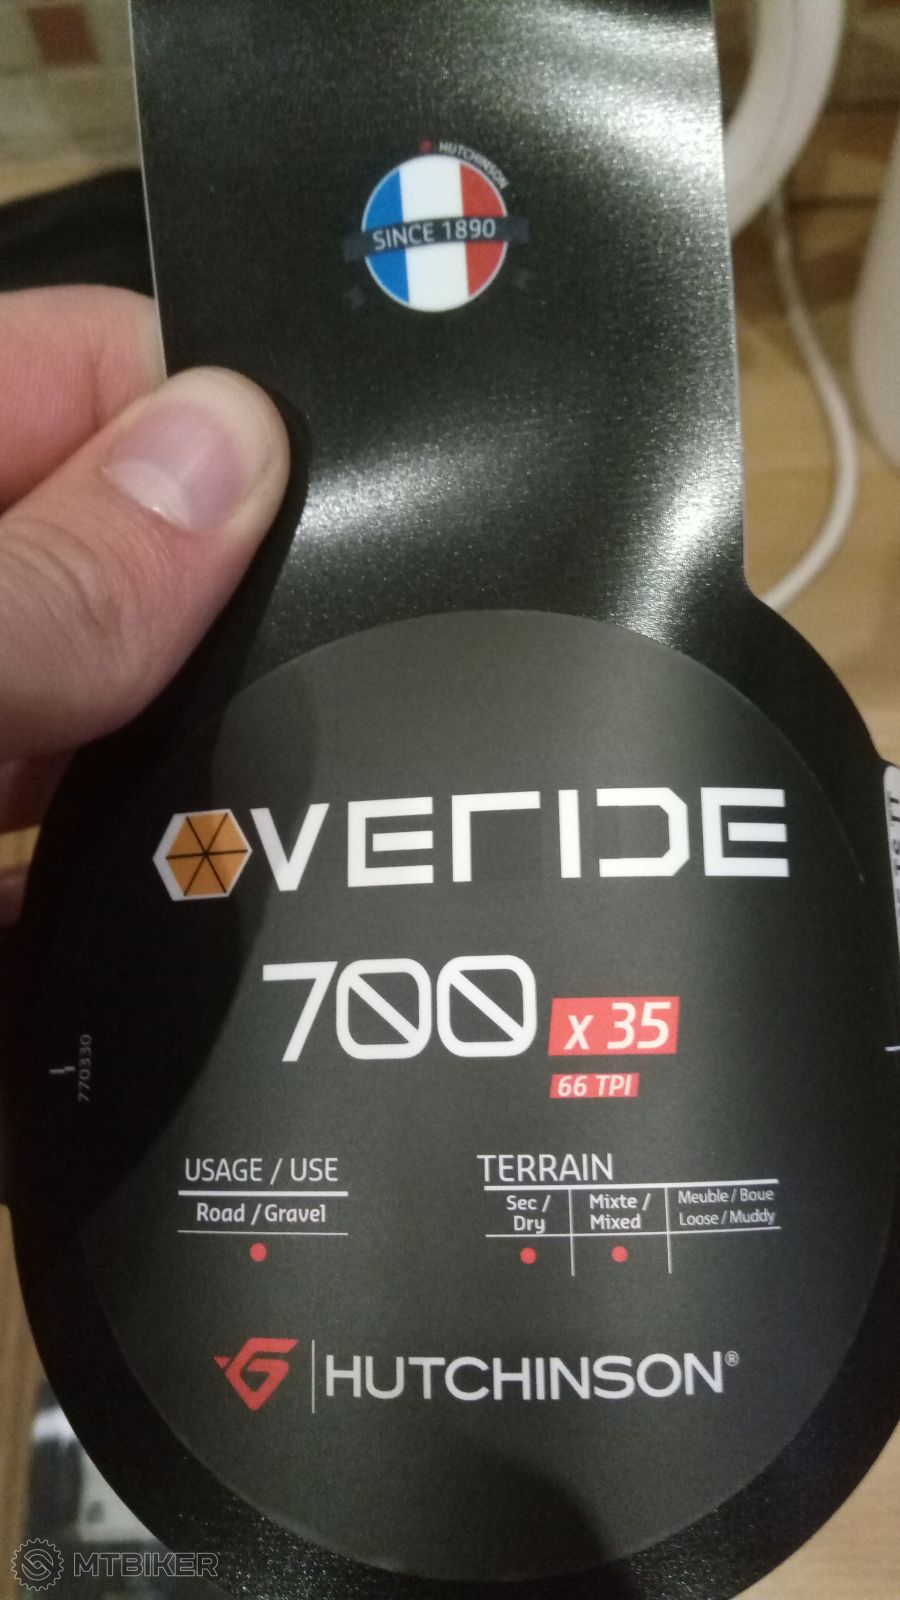 HUTCHINSON
SINCE 1890
OVERIDE
700 x 35
66 TPI
770330
USAGE / USE
Road / Gravel
TERRAIN
Sec / Dry
Mixte / Mixed
Meuble / Boue
Loose / Muddy
HUTCHINSON®
MTBIKER